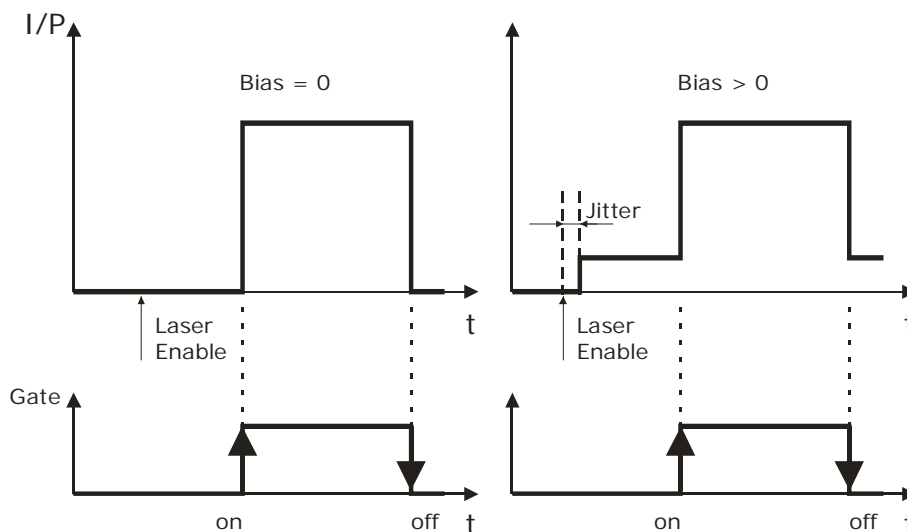 I/P
Bias = 0
Bias > 0
Jitter
Laser
Enable
t
Laser
Enable
t
Gate
on
off
t
on
off
t